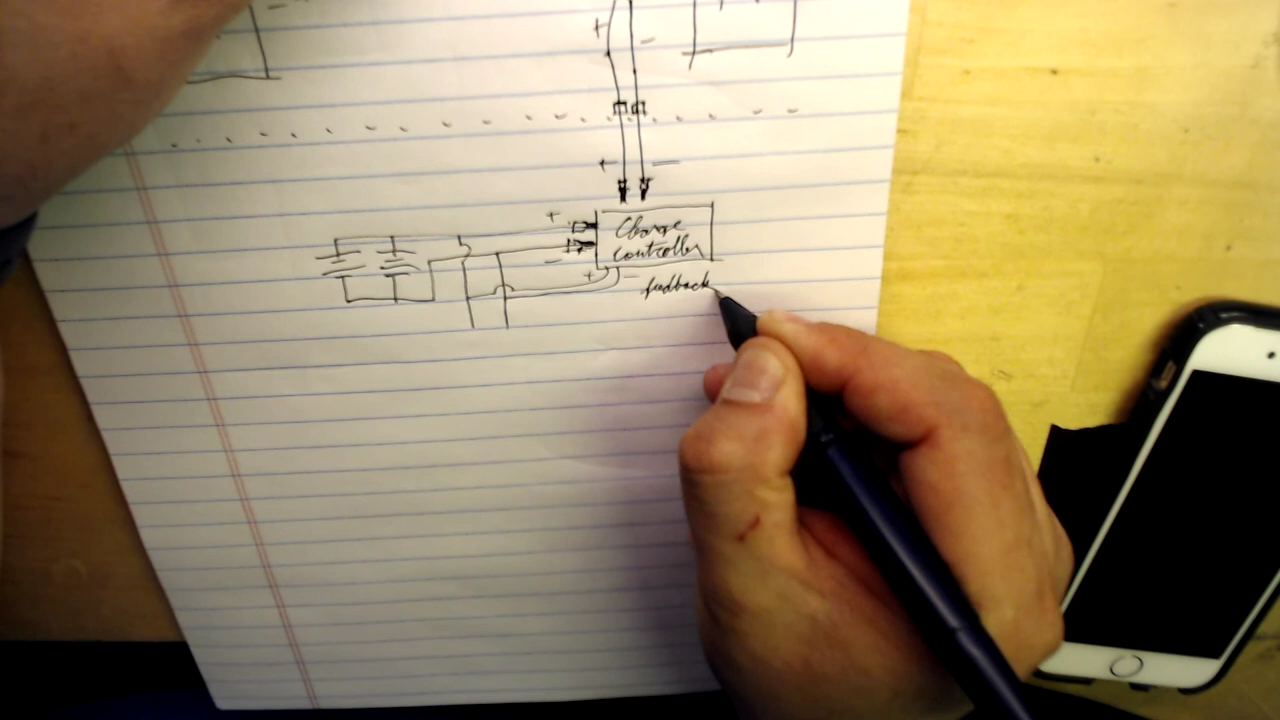 + -
+ -
Charge
+ Controller
-
+ - feedback